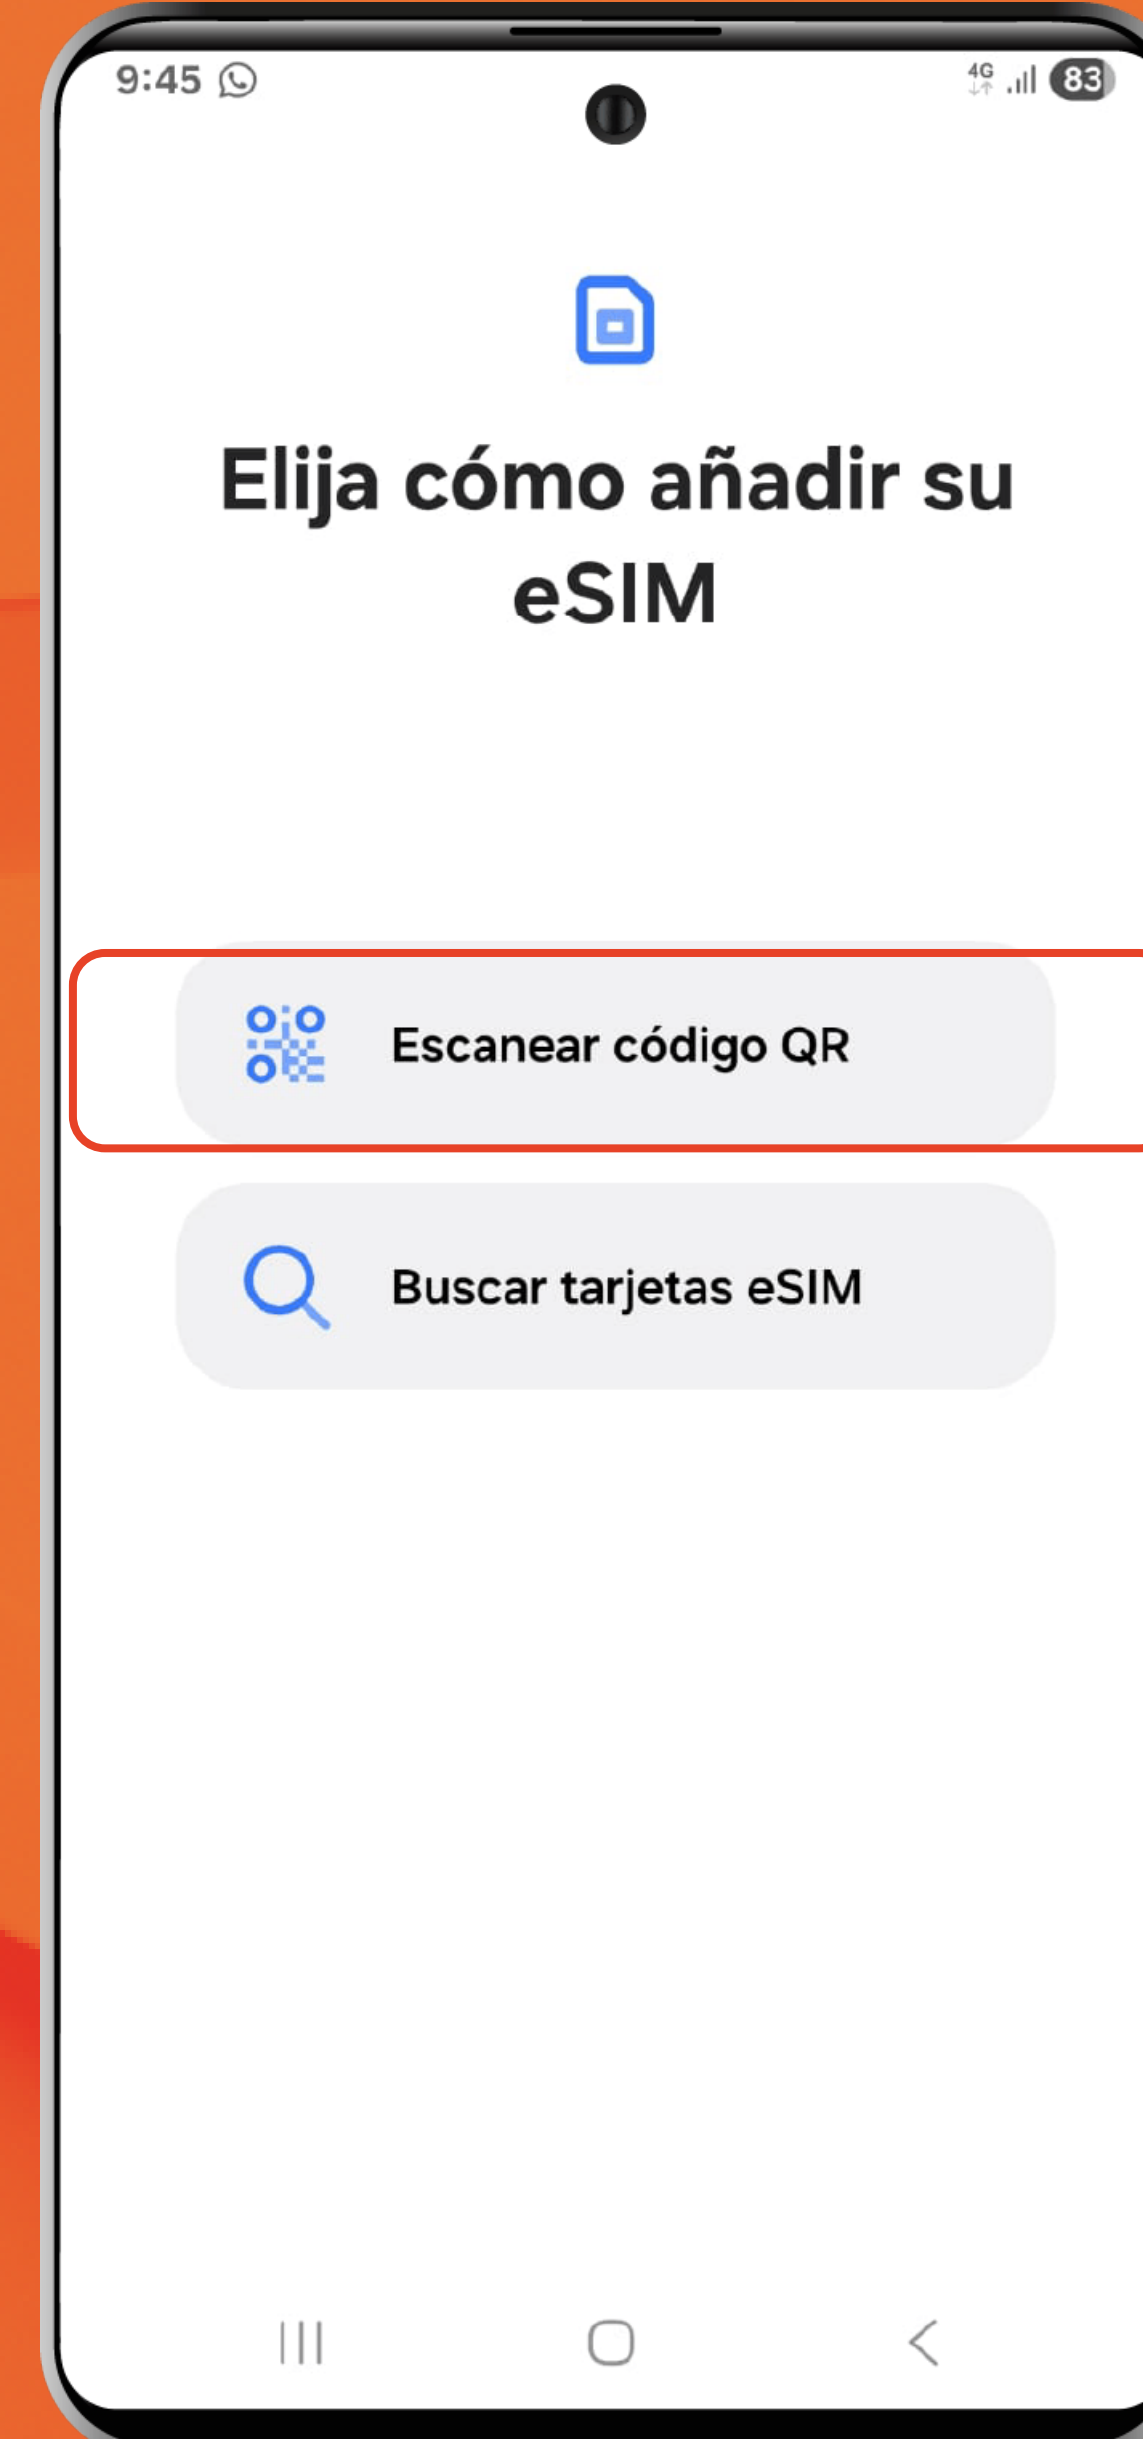 9:45
4G
83
Elija cómo añadir su
eSIM
Escanear código QR
Buscar tarjetas eSIM